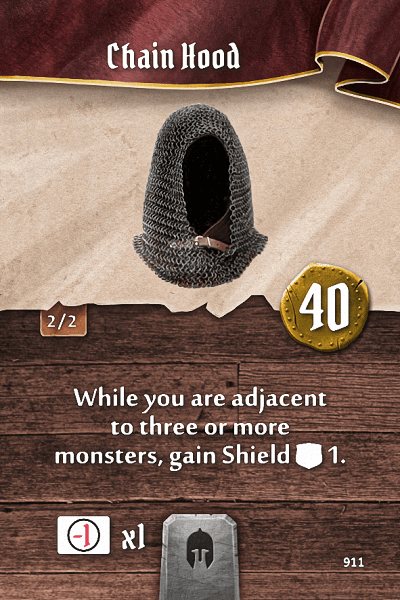 Chain Hood
40
2/2
While you are adjacent
to three or more
monsters, gain Shield 1.
-1 x1
911